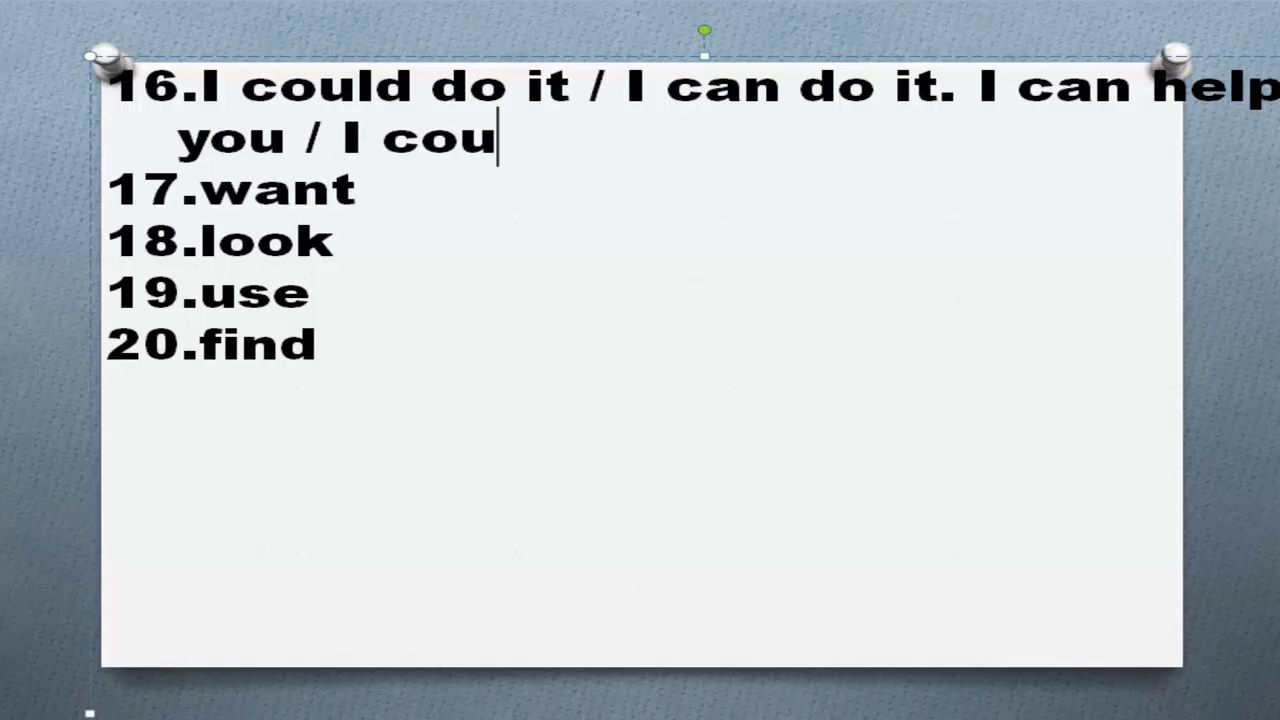 16.I could do it / I can do it. I can help
you / I cou
17.want
18.look
19.use
20.find